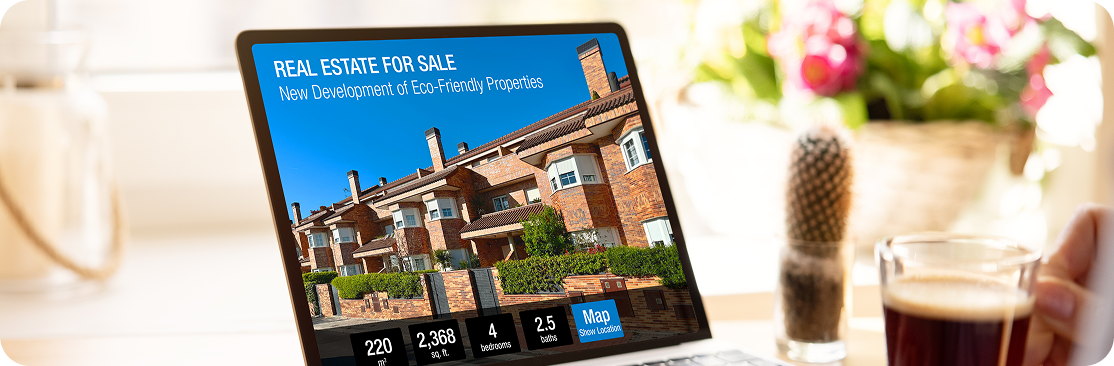 REAL ESTATE FOR SALE
New Development of Eco-Friendly Properties
220
m²
2,368
sq. ft.
4
bedrooms
2.5
baths
Map
Show Location